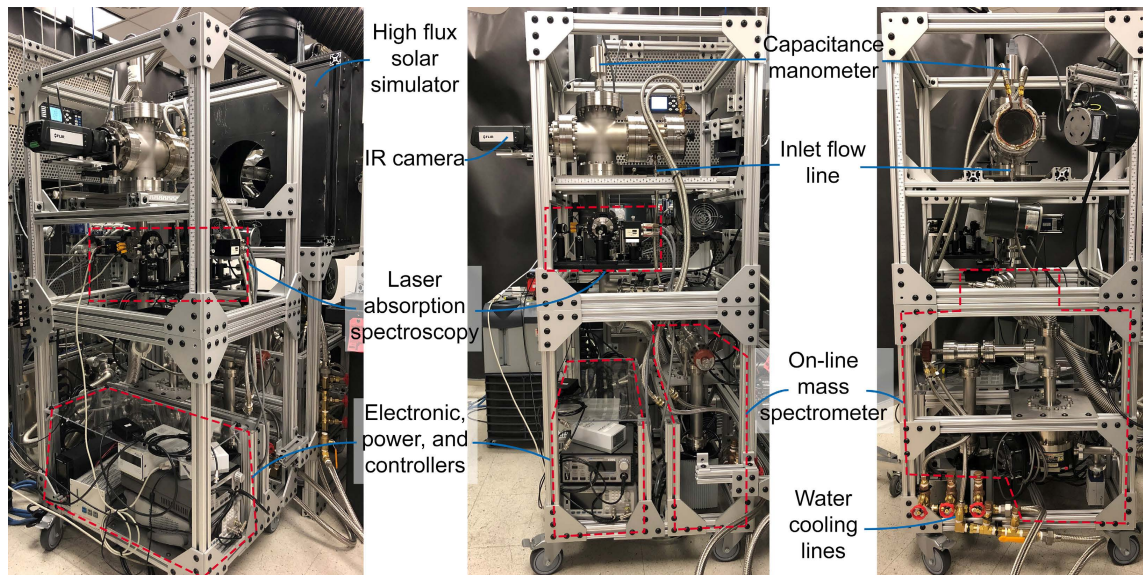 High flux
solar
simulator
IR camera
Laser
absorption
spectroscopy
Electronic,
power, and
controllers
Capacitance
manometer
Inlet flow
line
On-line
mass
spectrometer
Water
cooling
lines
FLIR
FLIR